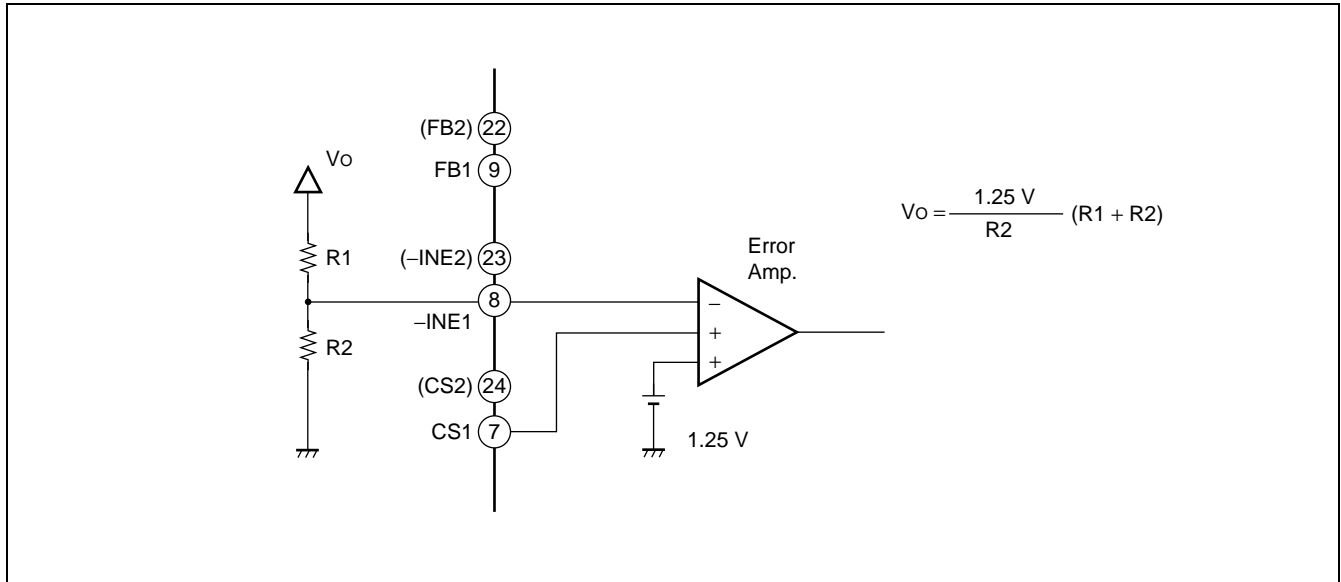 (FB2) 22
FB1 9
Vo
1.25 V
Vo = ――― (R1 + R2)
R2
Error
Amp.
R1
(–INE2) 23
8
–INE1
–
+
+
R2
(CS2) 24
CS1 7
1.25 V